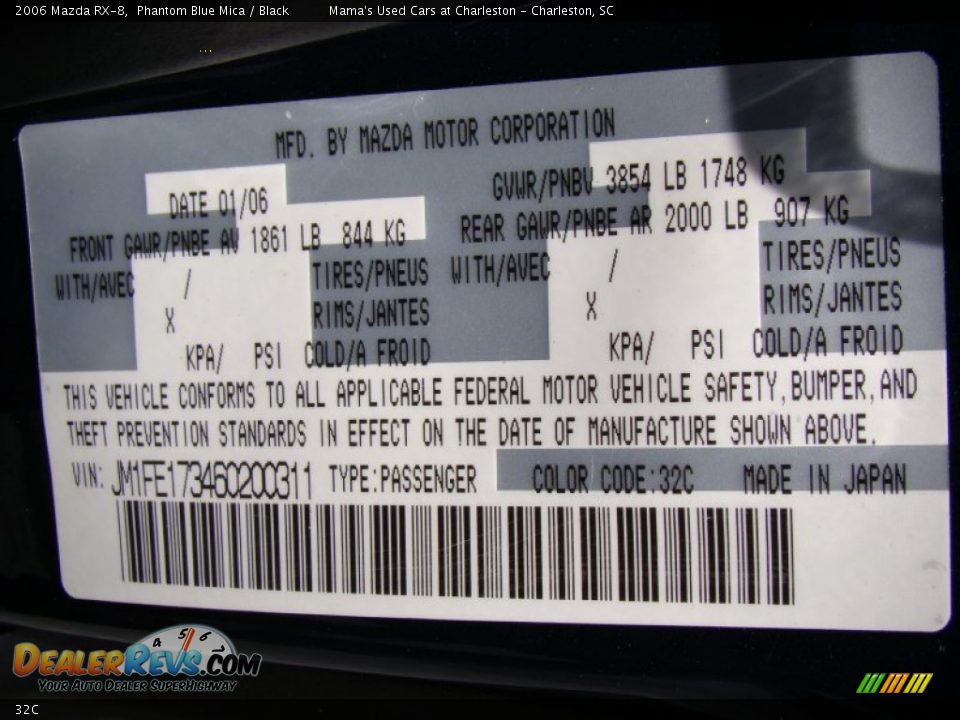 2006 Mazda RX-8, Phantom Blue Mica / Black Mama's Used Cars at Charleston - Charleston, SC
MFD. BY MAZDA MOTOR CORPORATION
DATE 01/06 GVWR/PNBV 3854 LB 1748 KG
FRONT GAWR/PNBE AV 1861 LB 844 KG REAR GAWR/PNBE AR 2000 LB 907 KG
WITH/AVEC / TIRES/PNEUS WITH/AVEC / TIRES/PNEUS
X RIMS/JANTES X RIMS/JANTES
KPA/ PSI COLD/A FROID KPA/ PSI COLD/A FROID
THIS VEHICLE CONFORMS TO ALL APPLICABLE FEDERAL MOTOR VEHICLE SAFETY, BUMPER, AND
THEFT PREVENTION STANDARDS IN EFFECT ON THE DATE OF MANUFACTURE SHOWN ABOVE.
VIN: JM1FE173460200311 TYPE:PASSENGER COLOR CODE:32C MADE IN JAPAN
4 5 6
DEALERREVS.COM
YOUR AUTO DEALER SUPERHIGHWAY
32C